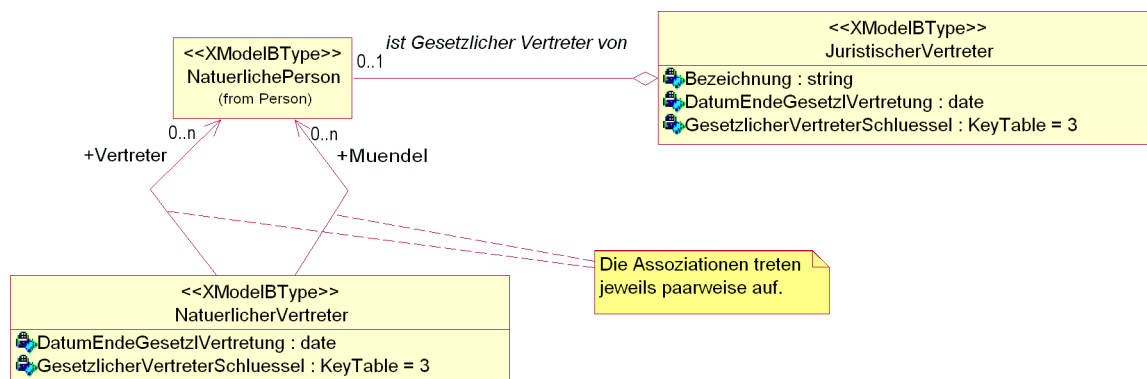 <<XModelBType>>
NatuerlichePerson
(from Person)
ist Gesetzlicher Vertreter von
0..1
<<XModelBType>>
JuristischerVertreter
Bezeichnung : string
DatumEndeGesetzlVertretung : date
GesetzlicherVertreterSchluessel : KeyTable = 3
0..n
0..n
+Vertreter
+Muendel
Die Assoziationen treten
jeweils paarweise auf.
<<XModelBType>>
NatuerlicherVertreter
DatumEndeGesetzlVertretung : date
GesetzlicherVertreterSchluessel : KeyTable = 3